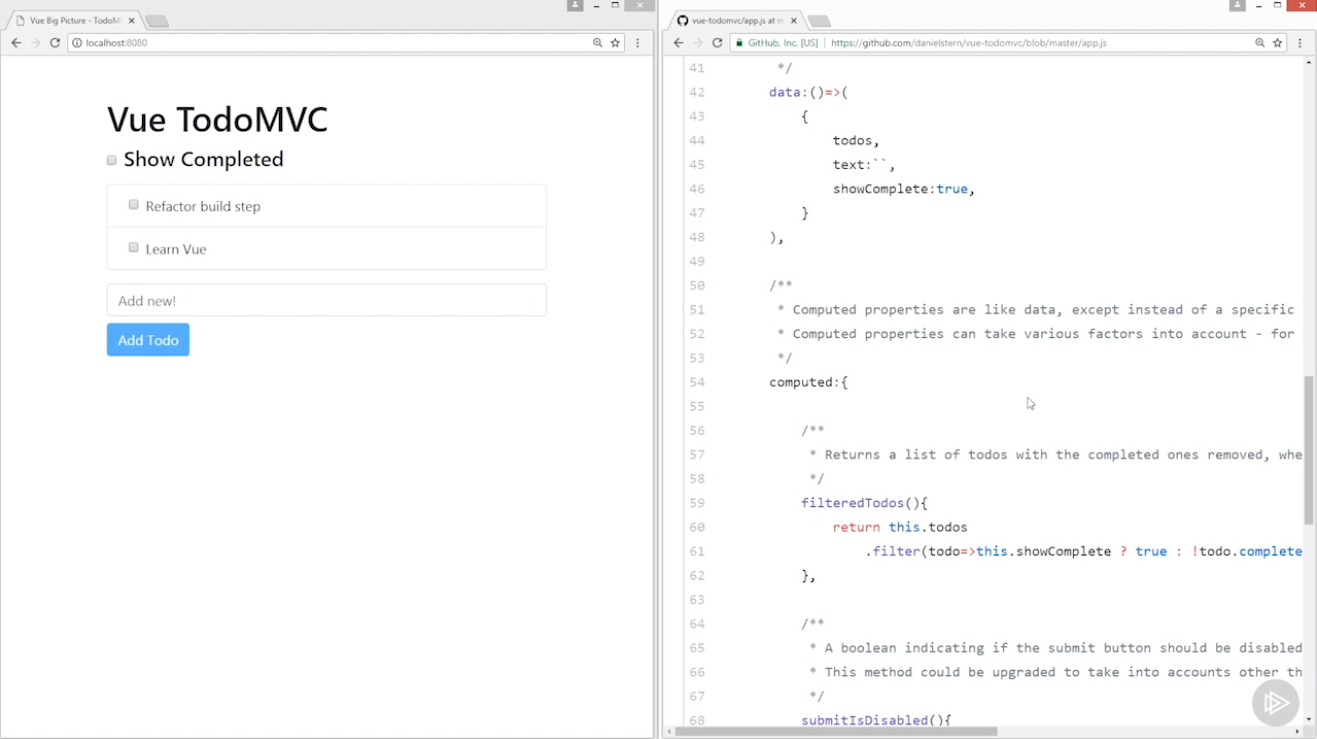 Vue Big Picture - TodoM
localhost:8080
Vue TodoMVC
Show Completed
Refactor build step
Learn Vue
Add new!
Add Todo
vue-todomvc/app.js at m
GitHub, Inc. [US]
https://github.com/danielstern/vue-todomvc/blob/master/app.js
41 */
42 data:()=>(
43 {
44 todos,
45 text:``,
46 showComplete:true,
47 }
48 ),
49
50 /**
51 * Computed properties are like data, except instead of a specific
52 * Computed properties can take various factors into account - for
53 */
54 computed:{
55
56 /**
57 * Returns a list of todos with the completed ones removed, whe
58 */
59 filteredTodos(){
60 return this.todos
61 .filter(todo=>this.showComplete ? true : !todo.complete
62 },
63
64 /**
65 * A boolean indicating if the submit button should be disabled
66 * This method could be upgraded to take into accounts other th
67 */
68 submitIsDisabled(){